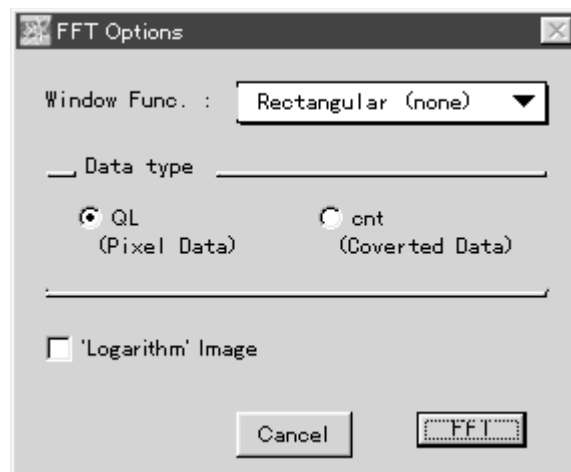 FFT Options
Window Func. : Rectangular (none)
Data type
QL cnt
(Pixel Data) (Coverted Data)
'Logarithm' Image
Cancel FFT